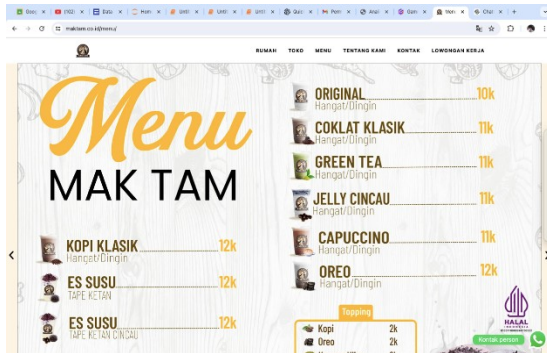 maktam.co.id/menu/
RUMAH TOKO MENU TENTANG KAMI KONTAK LOWONGAN KERJA
Menu
MAK TAM
KOPI KLASIK 12k
Hangat/Dingin
ES SUSU 12k
TAPE KETAN
ES SUSU 12k
TAPE KETAN CINCAU
ORIGINAL 10k
Hangat/Dingin
COKLAT KLASIK 11k
Hangat/Dingin
GREEN TEA 11k
Hangat/Dingin
JELLY CINCAU 11k
Hangat/Dingin
CAPUCCINO 11k
Hangat/Dingin
OREO 12k
Hangat/Dingin
Topping
Kopi 2k
Oreo 2k
HALAL
INDONESIA
Kontak person